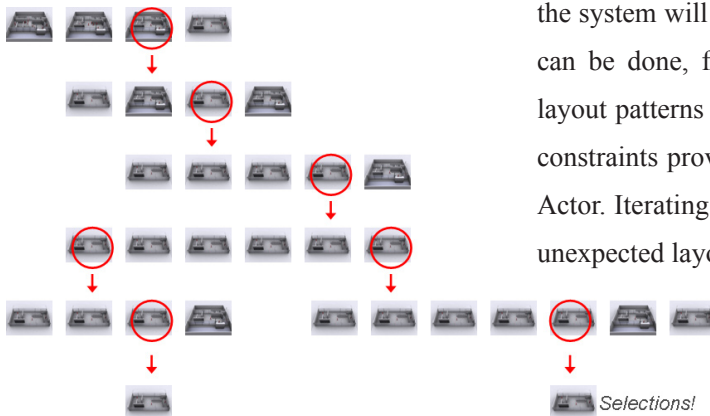 the system will
can be done, f
layout patterns
constraints prov
Actor. Iterating
unexpected layo
Selections!